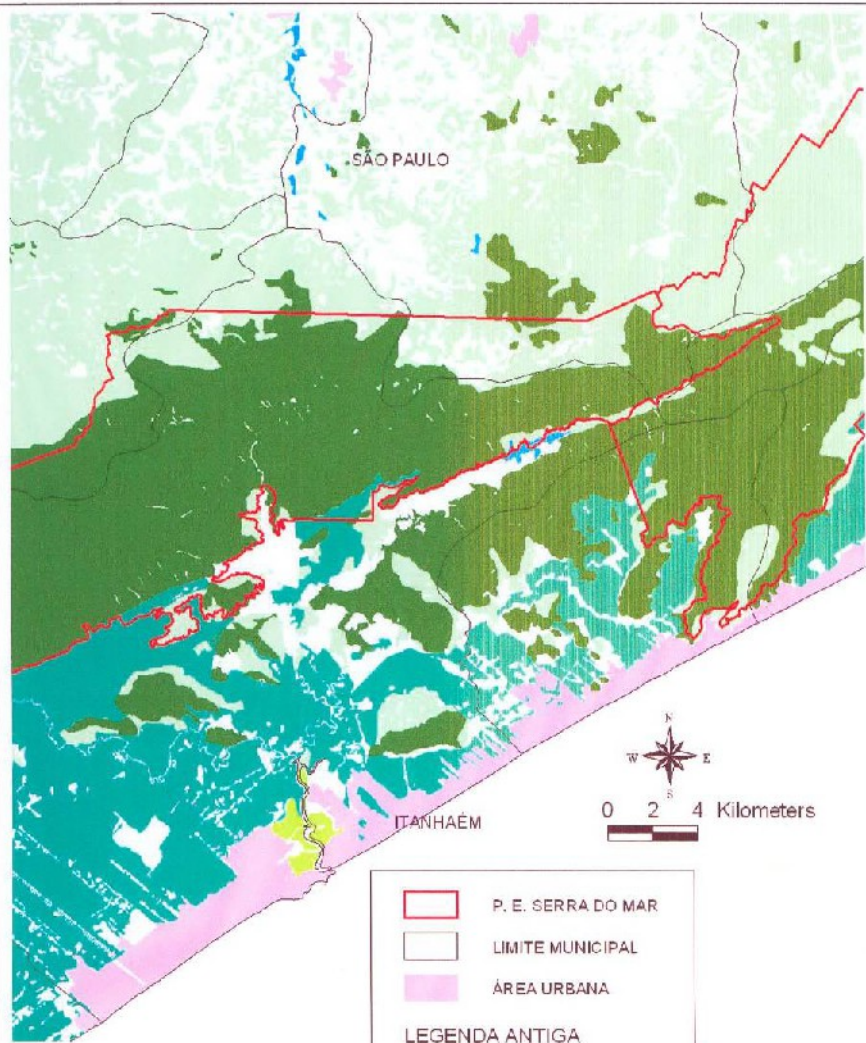 SÃO PAULO
N
W E
S
0 2 4 Kilometers
ITANHAÉM
P. E. SERRA DO MAR
LIMITE MUNICIPAL
ÁREA URBANA
LEGENDA ANTIGA